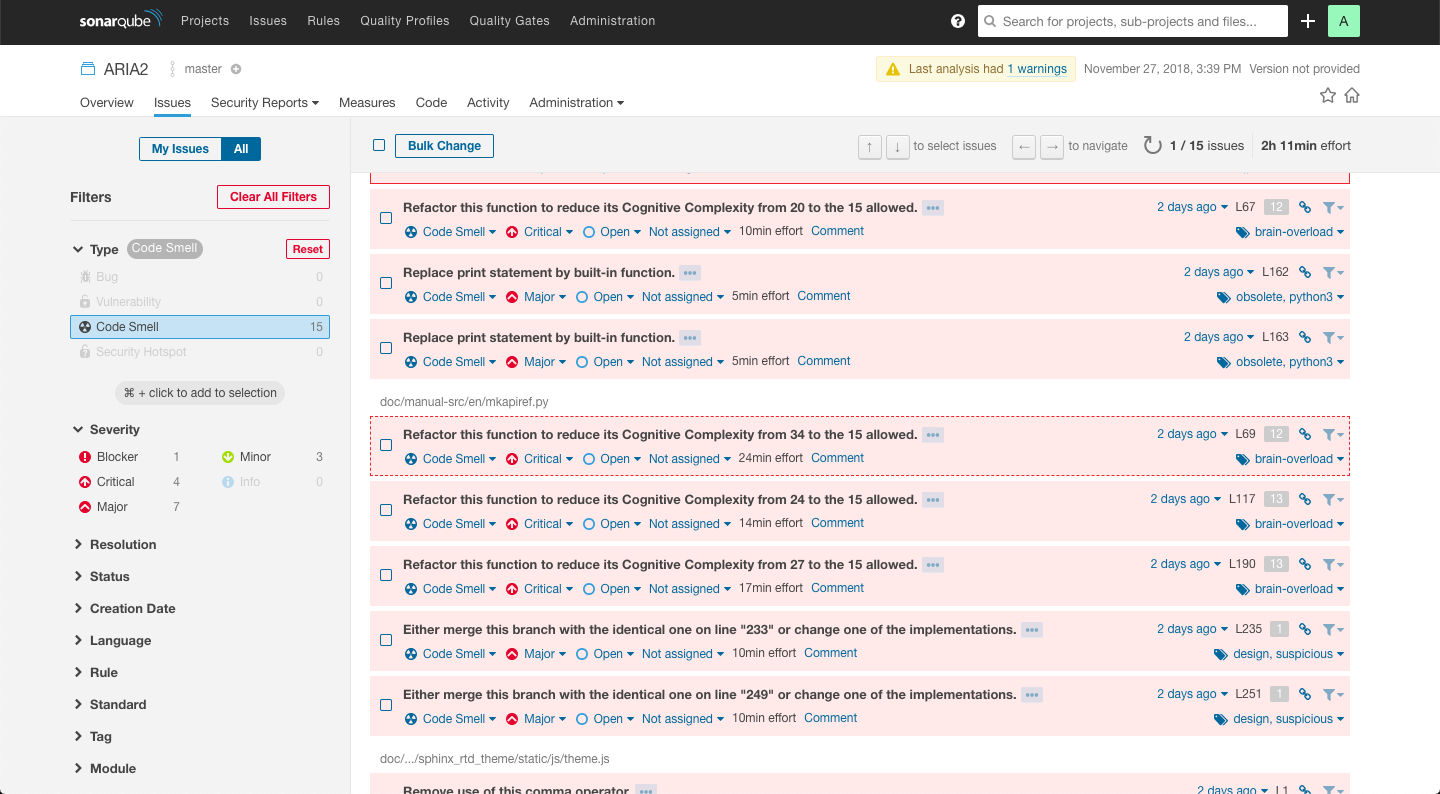 sonarqube Projects Issues Rules Quality Profiles Quality Gates Administration ? Search for projects, sub-projects and files... + A
ARIA2 master Last analysis had 1 warnings November 27, 2018, 3:39 PM Version not provided
Overview Issues Security Reports Measures Code Activity Administration
My Issues All
Filters Clear All Filters
Type Code Smell Reset
Bug 0
Vulnerability 0
Code Smell 15
Security Hotspot 0
⌘ + click to add to selection
Severity
Blocker 1 Minor 3
Critical 4 Info 0
Major 7
Resolution
Status
Creation Date
Language
Rule
Standard
Tag
Module
Bulk Change ↑ ↓ to select issues ← → to navigate 1 / 15 issues 2h 11min effort
Refactor this function to reduce its Cognitive Complexity from 20 to the 15 allowed. ••• 2 days ago L67 12
Code Smell Critical Open Not assigned 10min effort Comment brain-overload
Replace print statement by built-in function. ••• 2 days ago L162
Code Smell Major Open Not assigned 5min effort Comment obsolete, python3
Replace print statement by built-in function. ••• 2 days ago L163
Code Smell Major Open Not assigned 5min effort Comment obsolete, python3
doc/manual-src/en/mkapiref.py
Refactor this function to reduce its Cognitive Complexity from 34 to the 15 allowed. ••• 2 days ago L69 12
Code Smell Critical Open Not assigned 24min effort Comment brain-overload
Refactor this function to reduce its Cognitive Complexity from 24 to the 15 allowed. ••• 2 days ago L117 13
Code Smell Critical Open Not assigned 14min effort Comment brain-overload
Refactor this function to reduce its Cognitive Complexity from 27 to the 15 allowed. ••• 2 days ago L190 13
Code Smell Critical Open Not assigned 17min effort Comment brain-overload
Either merge this branch with the identical one on line "233" or change one of the implementations. ••• 2 days ago L235 1
Code Smell Major Open Not assigned 10min effort Comment design, suspicious
Either merge this branch with the identical one on line "249" or change one of the implementations. ••• 2 days ago L251 1
Code Smell Major Open Not assigned 10min effort Comment design, suspicious
doc/.../sphinx_rtd_theme/static/js/theme.js
Remove use of this comma operator. ••• 2 days ago L1